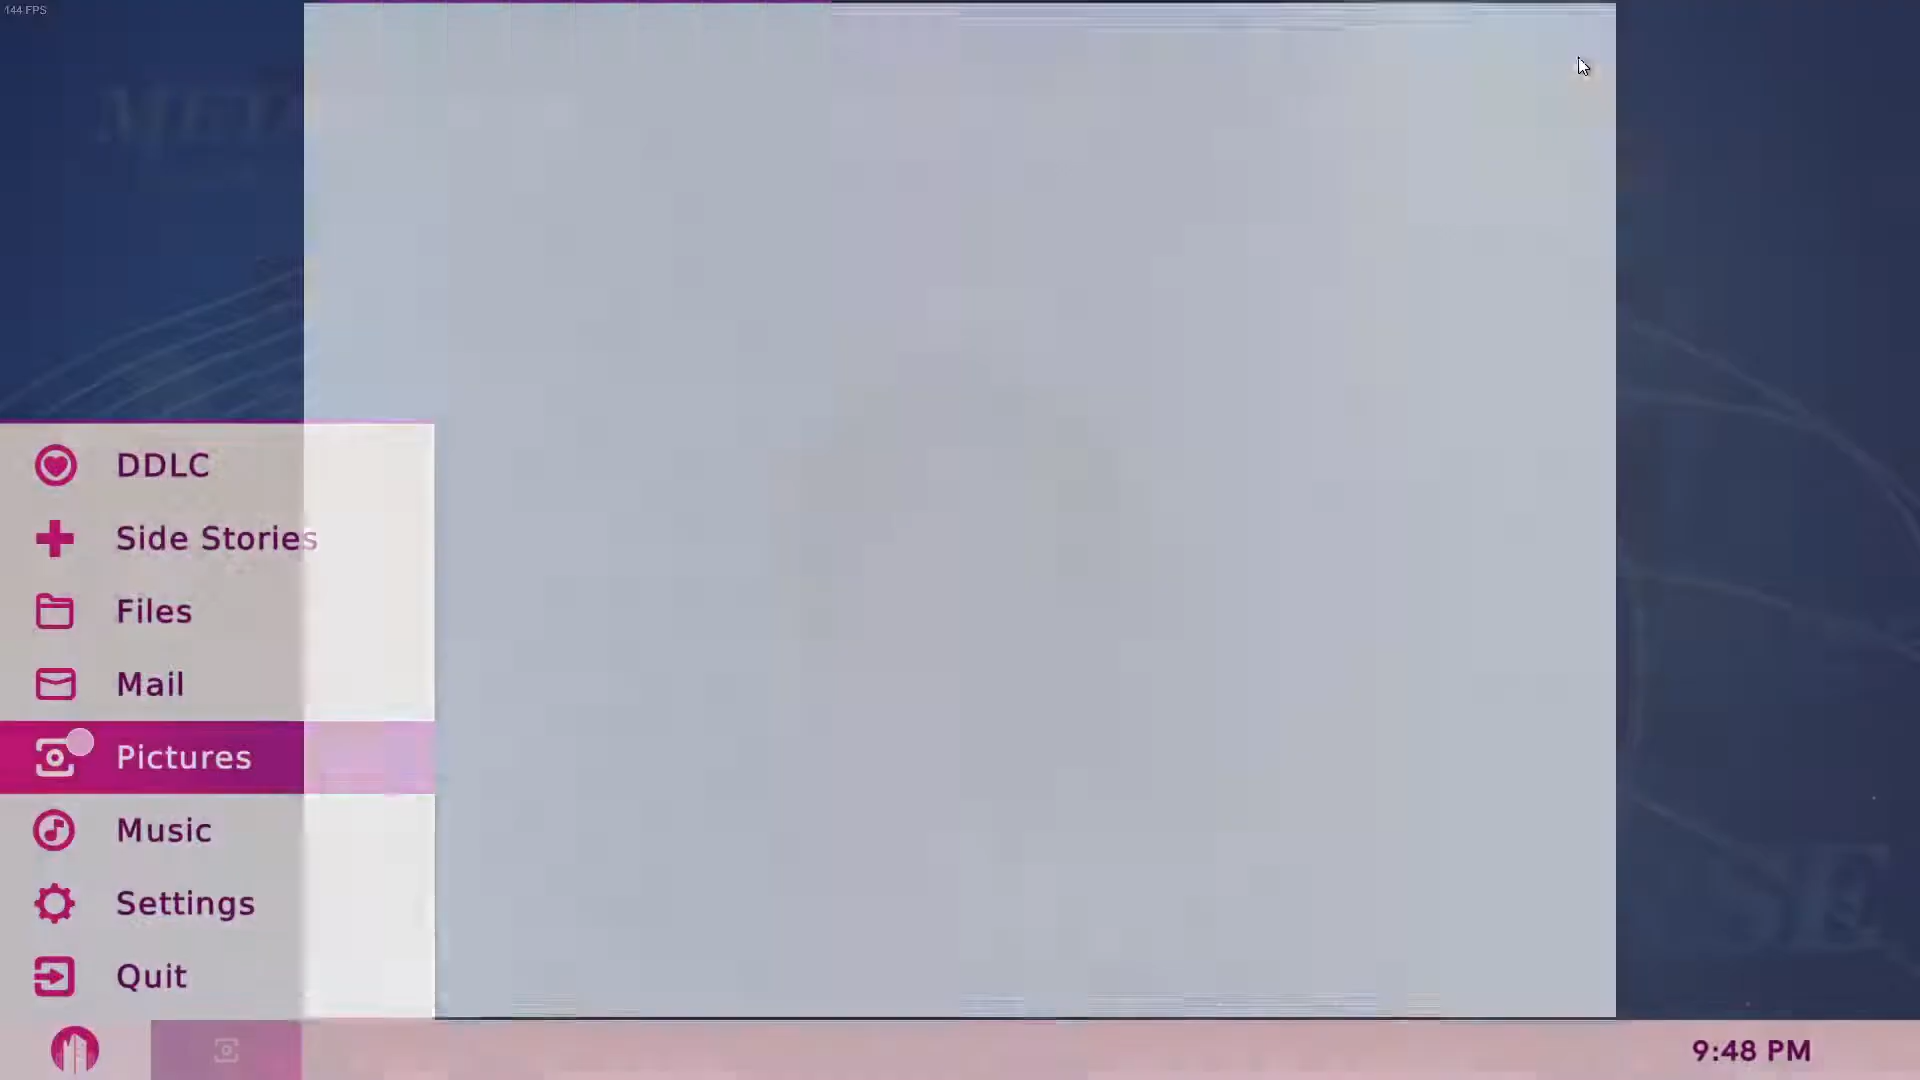 144 FPS
DDLC
Side Stories
Files
Mail
Pictures
Music
Settings
Quit
9:48 PM